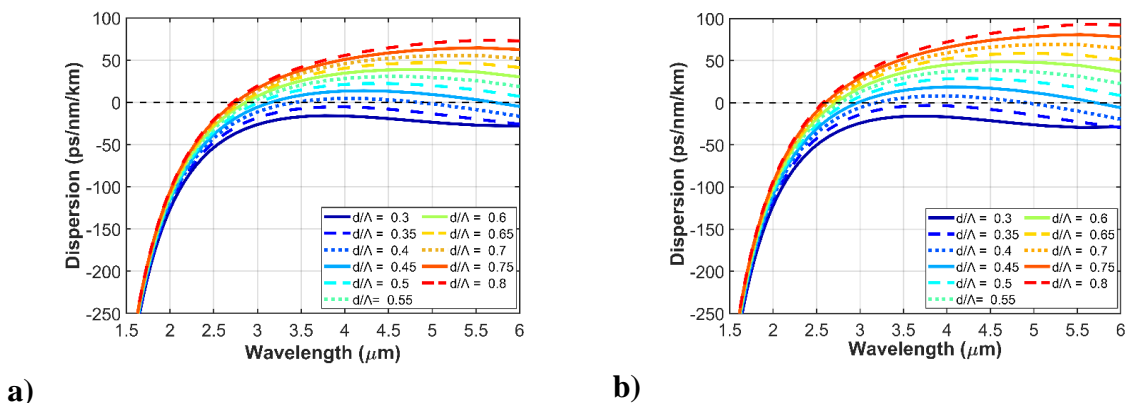 100
50
0
-50
-100
-150
-200
-250
Dispersion (ps/nm/km)
d/Λ = 0.3
d/Λ = 0.35
d/Λ = 0.4
d/Λ = 0.45
d/Λ = 0.5
d/Λ= 0.55
d/Λ = 0.6
d/Λ = 0.65
d/Λ = 0.7
d/Λ = 0.75
d/Λ = 0.8
1.5 2 2.5 3 3.5 4 4.5 5 5.5 6
Wavelength (μm)
a)
100
50
0
-50
-100
-150
-200
-250
Dispersion (ps/nm/km)
d/Λ = 0.3
d/Λ = 0.35
d/Λ = 0.4
d/Λ = 0.45
d/Λ = 0.5
d/Λ= 0.55
d/Λ = 0.6
d/Λ = 0.65
d/Λ = 0.7
d/Λ = 0.75
d/Λ = 0.8
1.5 2 2.5 3 3.5 4 4.5 5 5.5 6
Wavelength (μm)
b)